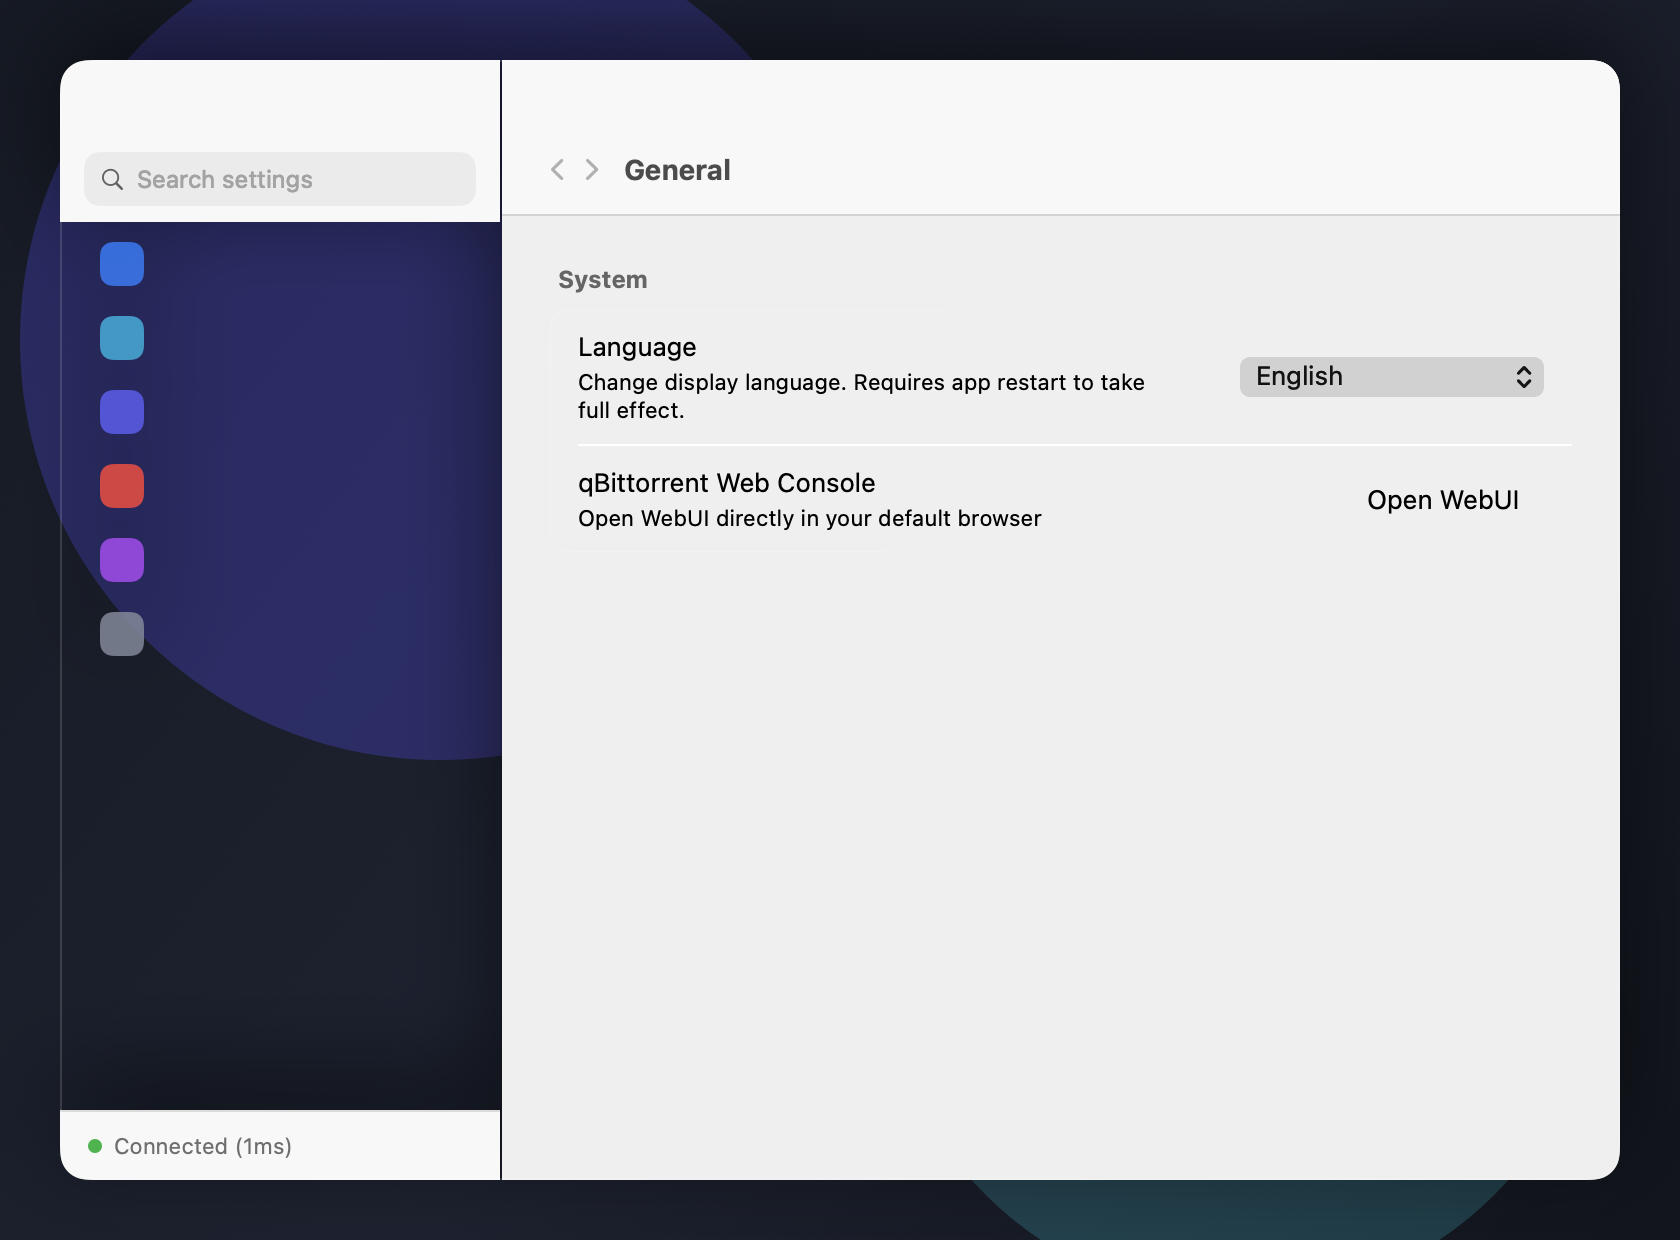 Search settings
General
System
Language
Change display language. Requires app restart to take
full effect.
English
qBittorrent Web Console
Open WebUI directly in your default browser
Open WebUI
Connected (1ms)